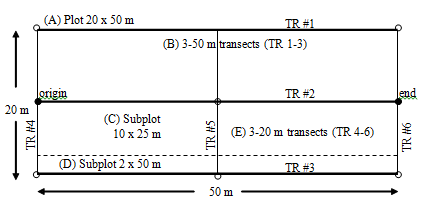 (A) Plot 20 x 50 m
TR #1
(B) 3-50 m transects (TR 1-3)
origin
TR #2
end
20 m
TR #4
(C) Subplot
10 x 25 m
TR #5
(E) 3-20 m transects (TR 4-6)
TR #6
(D) Subplot 2 x 50 m
TR #3
50 m